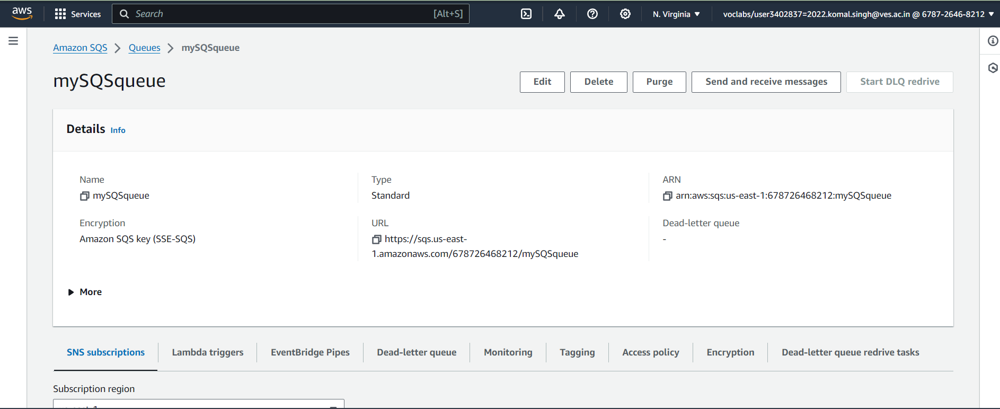 aws Services Search [Alt+S] N. Virginia voclabs/user3402837=2022.komal.singh@ves.ac.in @ 6787-2646-8212
Amazon SQS Queues mySQSqueue
mySQSqueue
Edit Delete Purge Send and receive messages Start DLQ redrive
Details Info
Name
mySQSqueue
Type
Standard
ARN
arn:aws:sqs:us-east-1:678726468212:mySQSqueue
Encryption
Amazon SQS key (SSE-SQS)
URL
https://sqs.us-east-
1.amazonaws.com/678726468212/mySQSqueue
Dead-letter queue
-
More
SNS subscriptions Lambda triggers EventBridge Pipes Dead-letter queue Monitoring Tagging Access policy Encryption Dead-letter queue redrive tasks
Subscription region